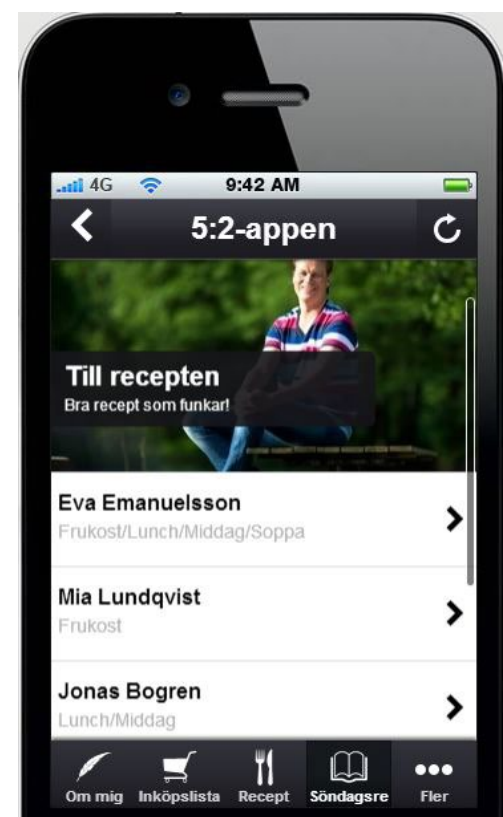 4G 9:42 AM
5:2-appen
Till recepten
Bra recept som funkar!
Eva Emanuelsson
Frukost/Lunch/Middag/Soppa
Mia Lundqvist
Frukost
Jonas Bogren
Lunch/Middag
Om mig Inköpslista Recept Söndagsre Fler